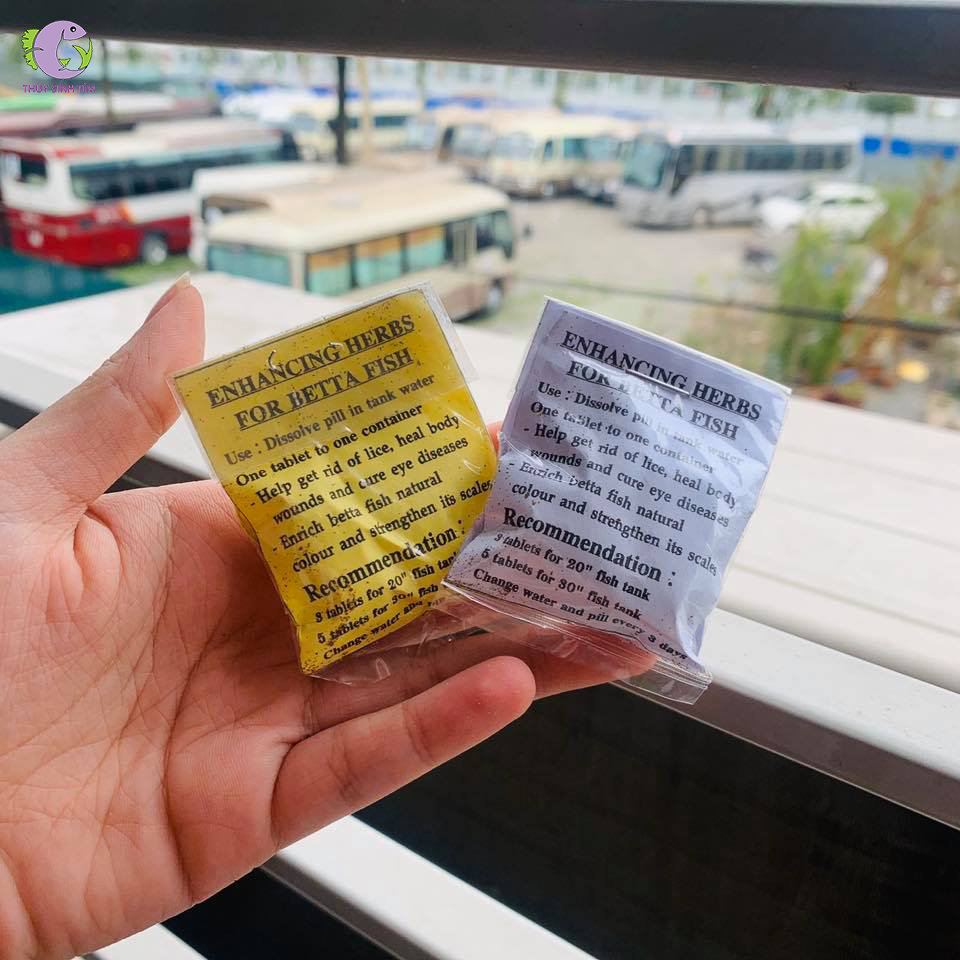 ENHANCING HERBS
FOR BETTA FISH
Use : Dissolve pill in tank water
One tablet to one container
- Help get rid of lice, heal body
wounds and cure eye diseases
- Enrich betta fish natural
colour and strengthen its scales
Recommendation :
3 tablets for 20" fish tank
5 tablets for 30" fish
Change water and
ENHANCING HERBS
FOR BETTA FISH
Use : Dissolve pill in tank water
One tablet to one container
- Help get rid of lice, heal body
wounds and cure eye diseases
- Enrich betta fish natural
colour and strengthen its scales
Recommendation :
3 tablets for 20" fish tank
5 tablets for 30" fish tank
Change water and pill every 3 days